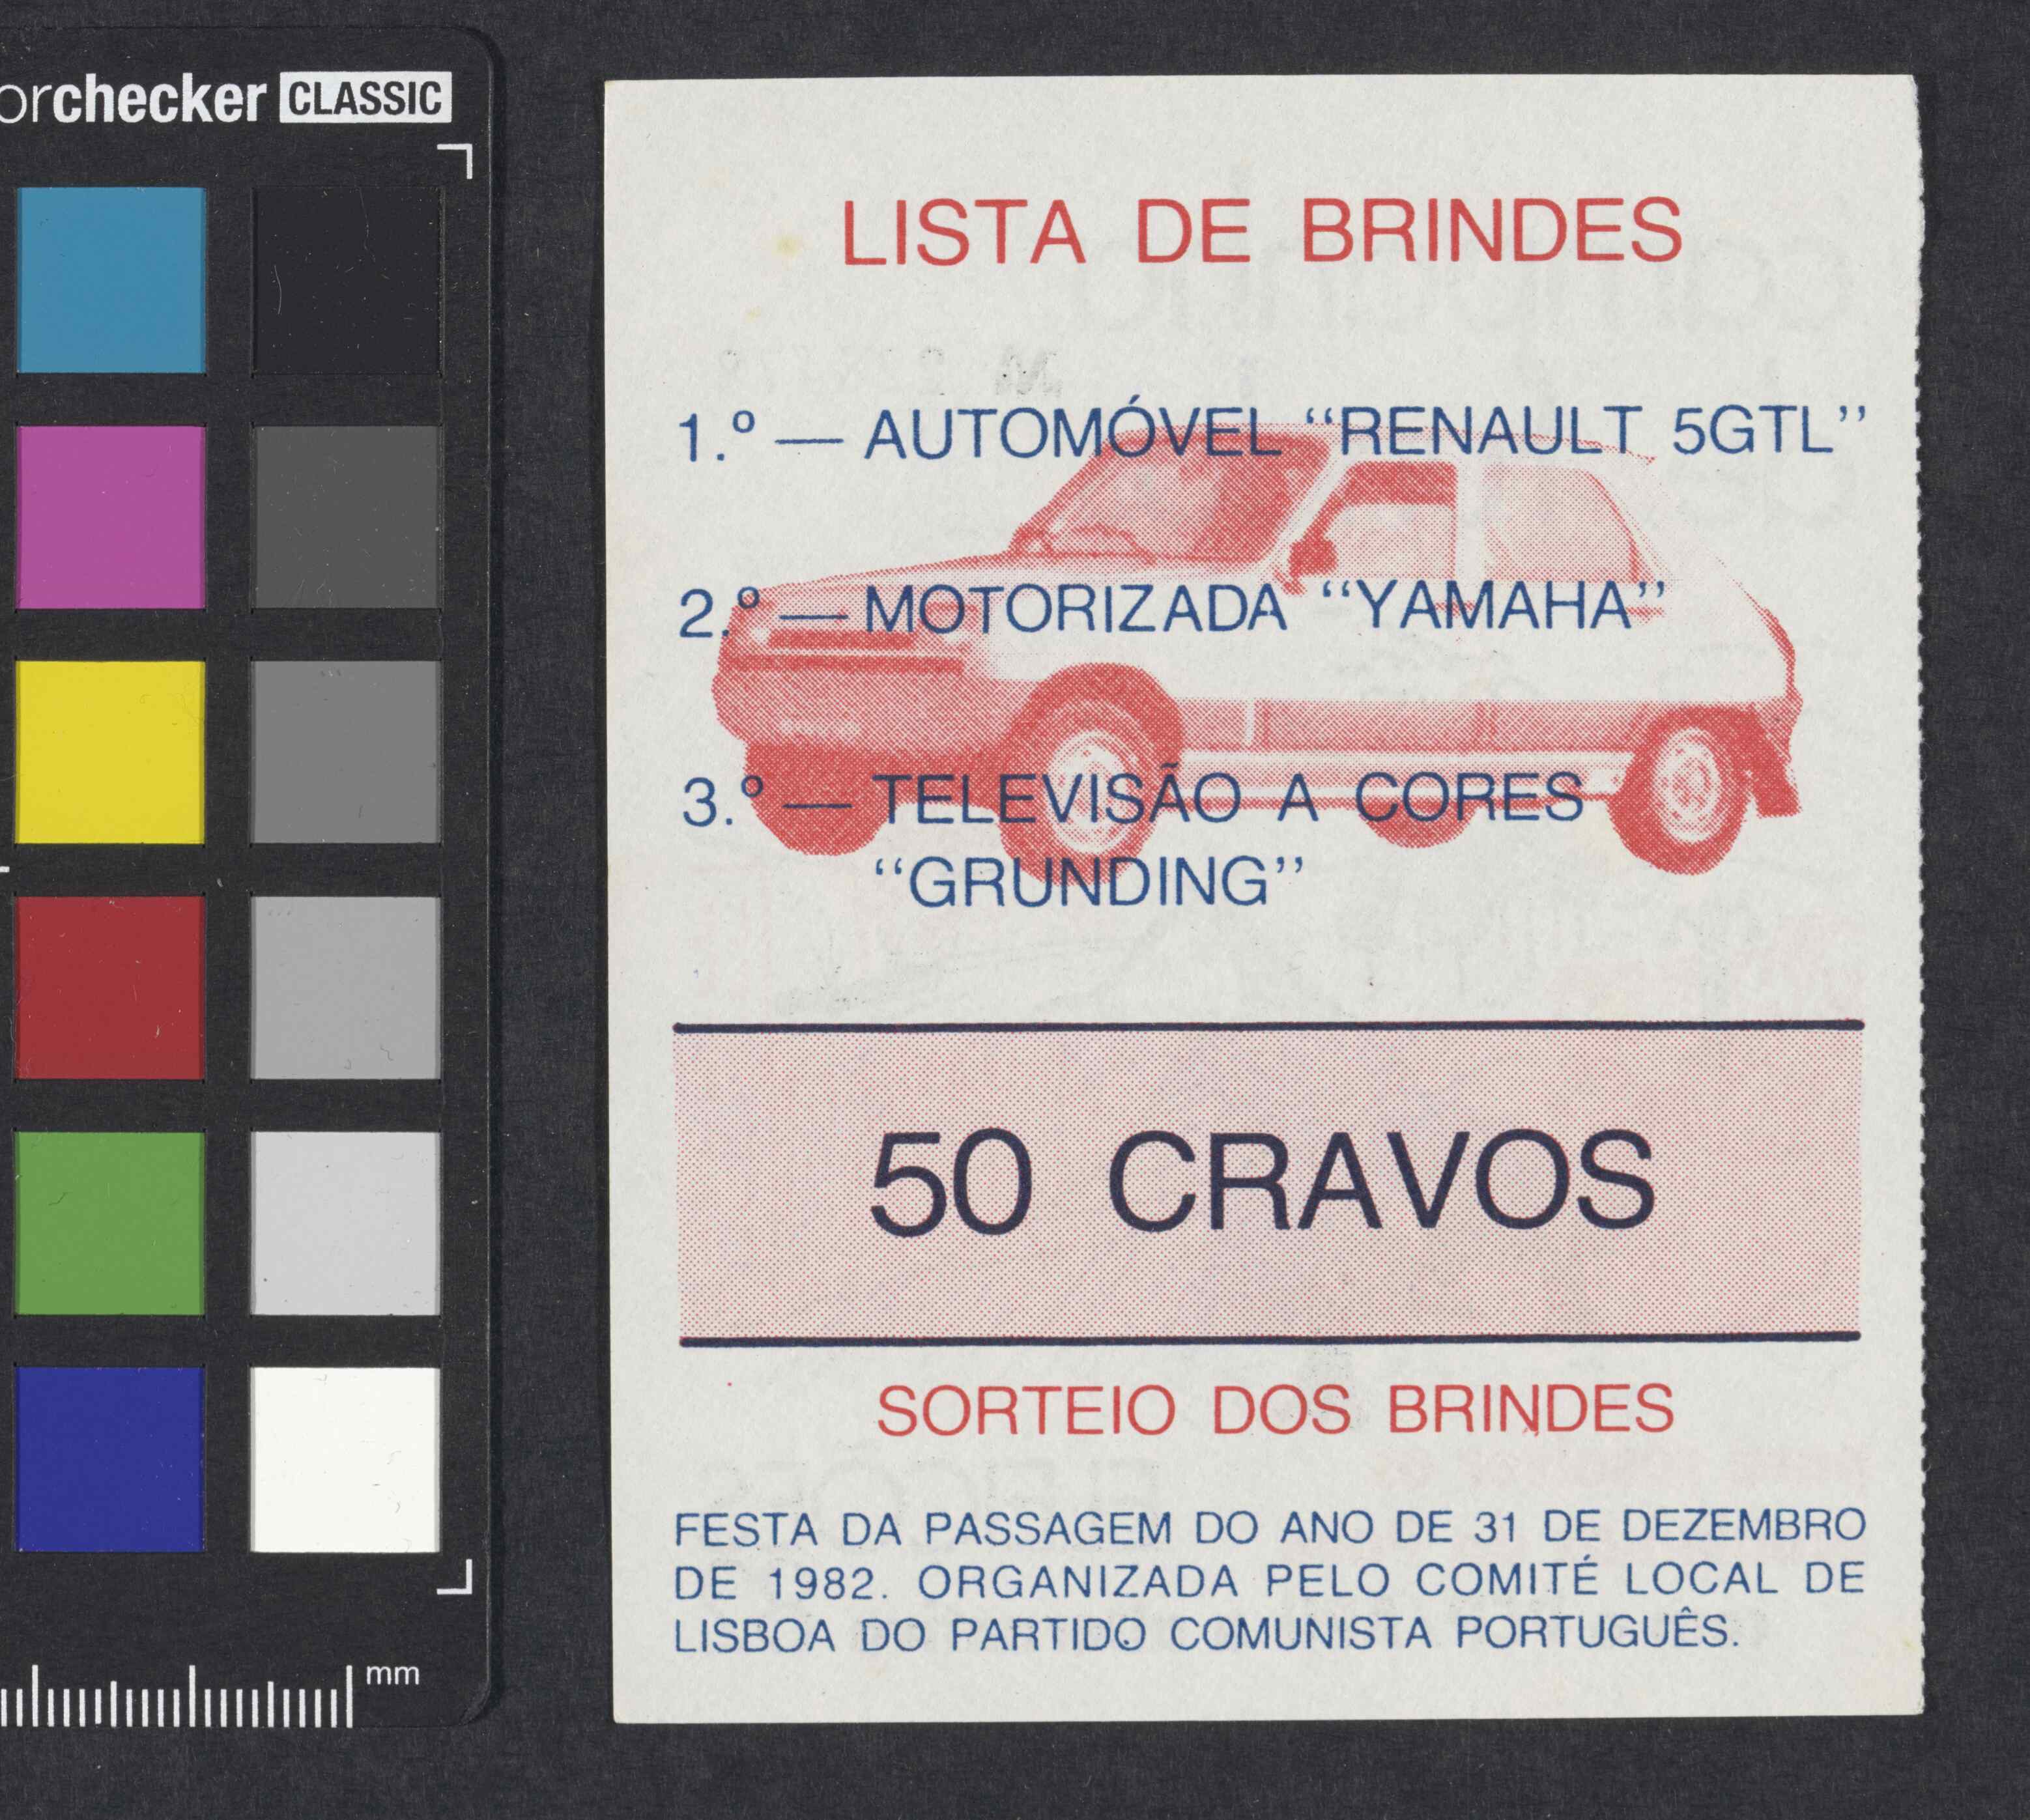 orchecker CLASSIC
LISTA DE BRINDES
1.º — AUTOMÓVEL “RENAULT 5GTL”
2.º — MOTORIZADA “YAMAHA”
3.º — TELEVISÃO A CORES
“GRUNDING”
50 CRAVOS
SORTEIO DOS BRINDES
FESTA DA PASSAGEM DO ANO DE 31 DE DEZEMBRO
DE 1982. ORGANIZADA PELO COMITÉ LOCAL DE
LISBOA DO PARTIDO COMUNISTA PORTUGUÊS.
mm